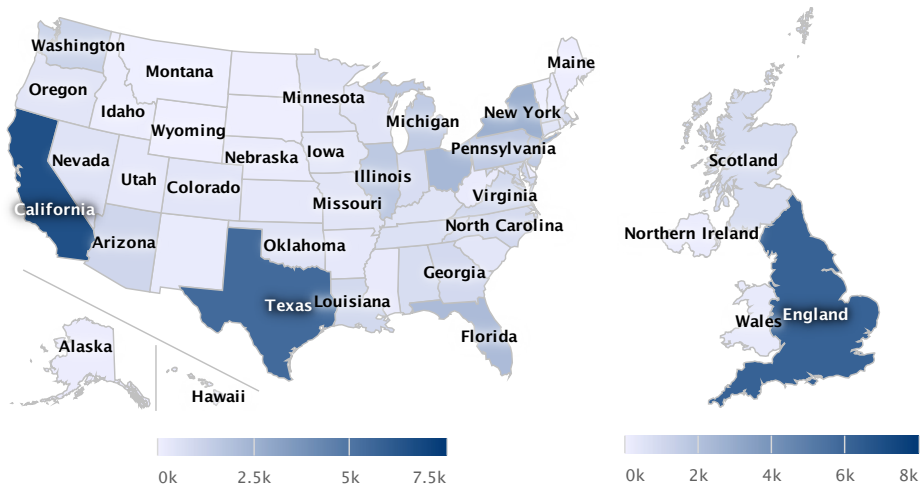 Washington
Montana
Maine
Oregon
Minnesota
Idaho
New York
Michigan
Wyoming
Pennsylvania
Nevada
Nebraska
Iowa
Utah
Colorado
Illinois
Virginia
Missouri
California
North Carolina
Arizona
Oklahoma
Georgia
Texas
Louisiana
Florida
Alaska
Hawaii
0k 2.5k 5k 7.5k
Scotland
Northern Ireland
Wales
England
0k 2k 4k 6k 8k